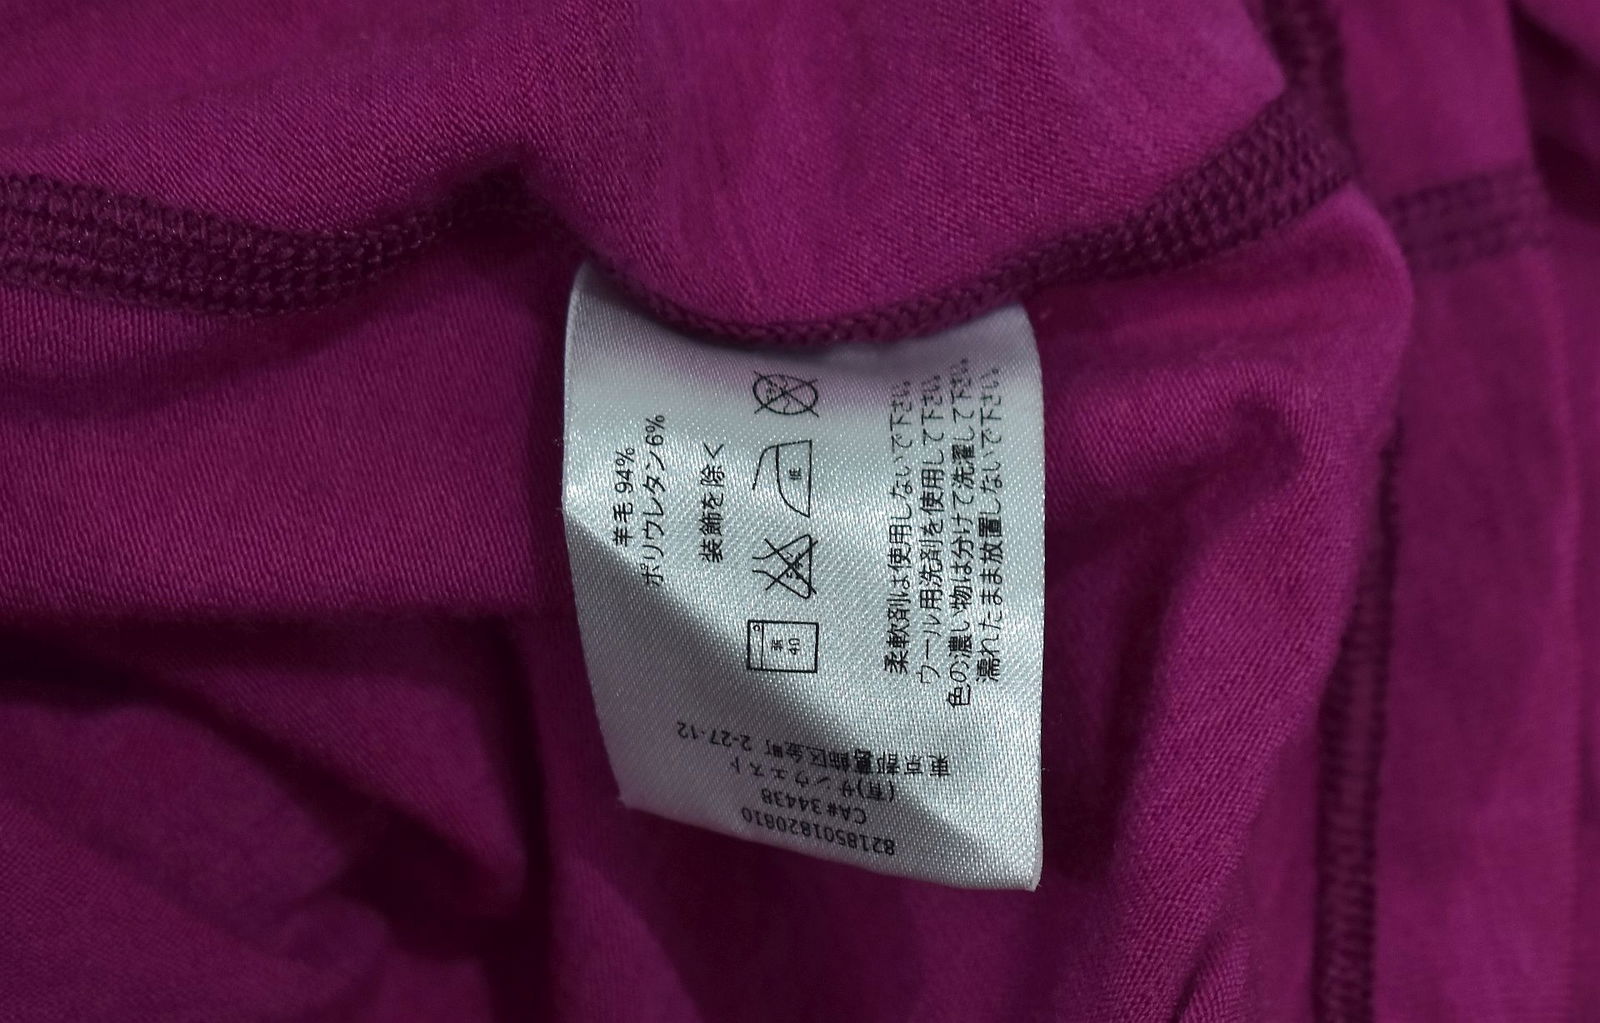 羊毛 94%
ポリウレタン6%
装飾を除く
弱
40
低
柔軟剤は使用しないで下さい。
ウール用洗剤を使用して下さい。
色の濃い物は分けて洗濯して下さい。
濡れたまま放置しないで下さい。
8218501820810
CA# 34438
(有)サンウエスト
東京都葛飾区金町 2-27-12